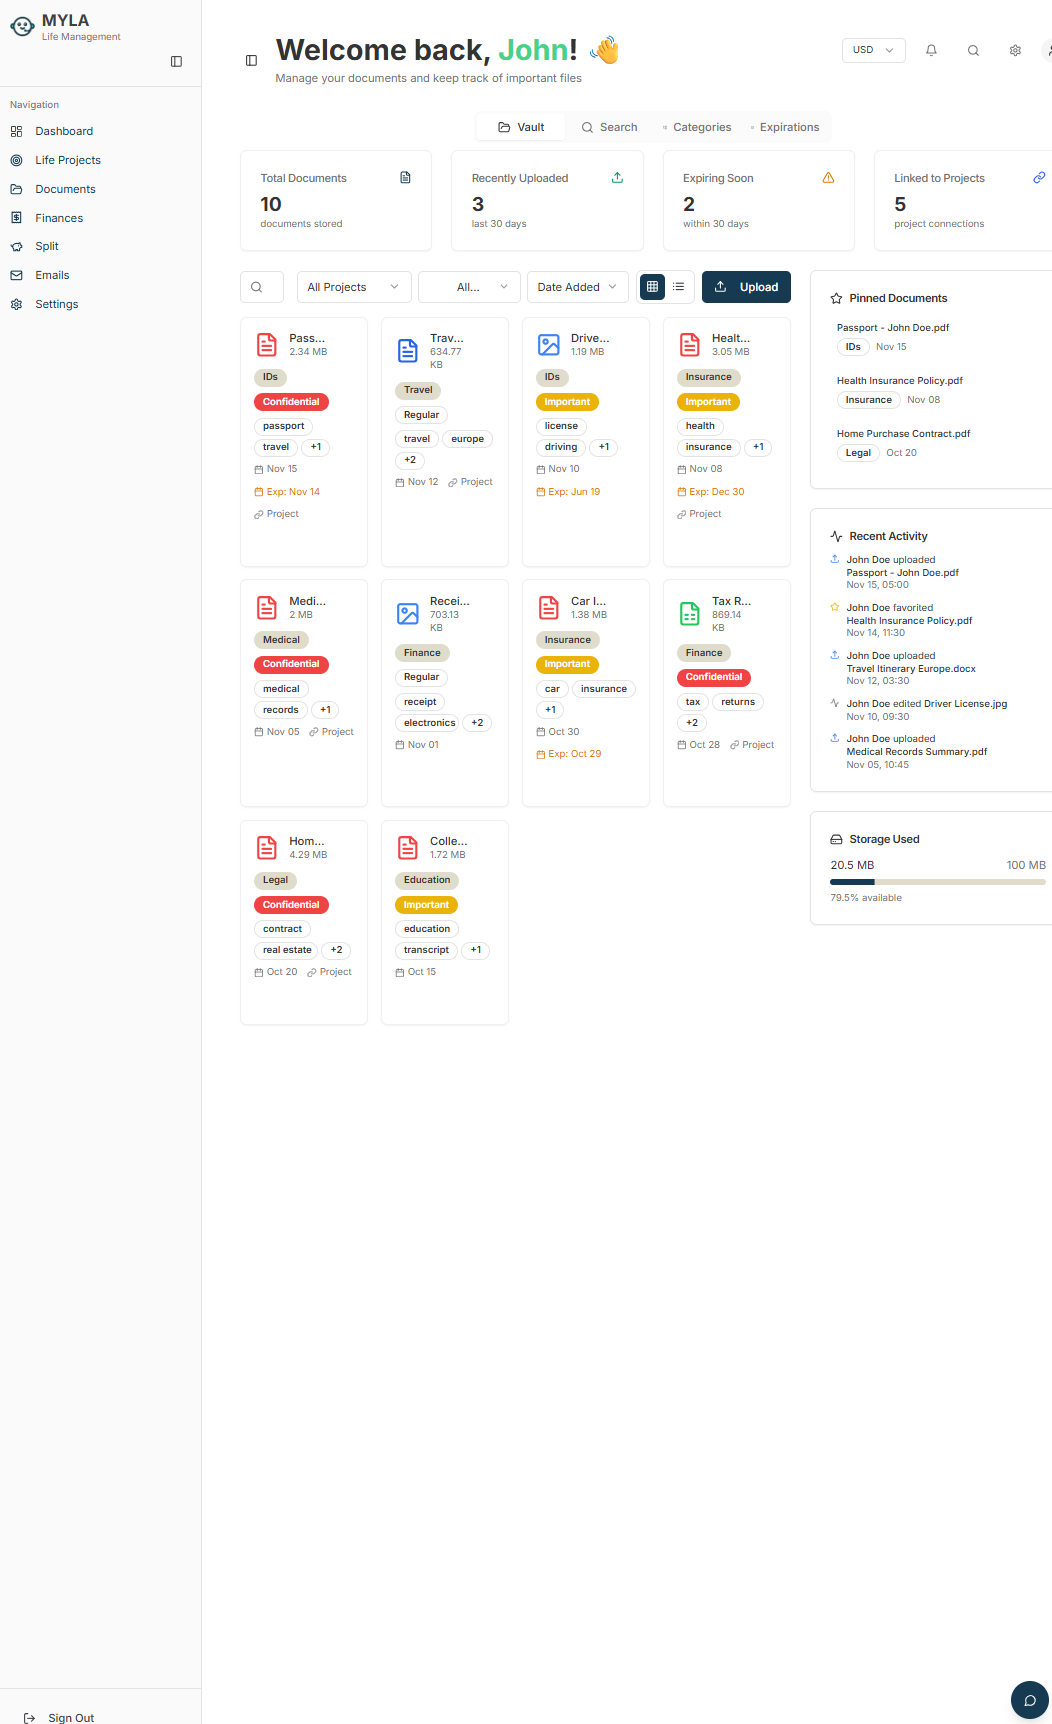 MYLA
Life Management
Navigation
Dashboard
Life Projects
Documents
Finances
Split
Emails
Settings
Sign Out
Welcome back, John! 👋
Manage your documents and keep track of important files
USD
Vault
Search
Categories
Expirations
Total Documents
10
documents stored
Recently Uploaded
3
last 30 days
Expiring Soon
2
within 30 days
Linked to Projects
5
project connections
All Projects
All...
Date Added
Upload
Pass...
2.34 MB
IDs
Confidential
passport
travel +1
Nov 15
Exp: Nov 14
Project
Trav...
634.77
KB
Travel
Regular
travel europe
+2
Nov 12 Project
Drive...
1.19 MB
IDs
Important
license
driving +1
Nov 10
Exp: Jun 19
Healt...
3.05 MB
Insurance
Important
health
insurance +1
Nov 08
Exp: Dec 30
Project
Medi...
2 MB
Medical
Confidential
medical
records +1
Nov 05 Project
Recei...
703.13
KB
Finance
Regular
receipt
electronics +2
Nov 01
Car I...
1.38 MB
Insurance
Important
car insurance
+1
Oct 30
Exp: Oct 29
Tax R...
869.14
KB
Finance
Confidential
tax returns
+2
Oct 28 Project
Hom...
4.29 MB
Legal
Confidential
contract
real estate +2
Oct 20 Project
Colle...
1.72 MB
Education
Important
education
transcript +1
Oct 15
Pinned Documents
Passport - John Doe.pdf
IDs Nov 15
Health Insurance Policy.pdf
Insurance Nov 08
Home Purchase Contract.pdf
Legal Oct 20
Recent Activity
John Doe uploaded
Passport - John Doe.pdf
Nov 15, 05:00
John Doe favorited
Health Insurance Policy.pdf
Nov 14, 11:30
John Doe uploaded
Travel Itinerary Europe.docx
Nov 12, 03:30
John Doe edited Driver License.jpg
Nov 10, 09:30
John Doe uploaded
Medical Records Summary.pdf
Nov 05, 10:45
Storage Used
20.5 MB 100 MB
79.5% available